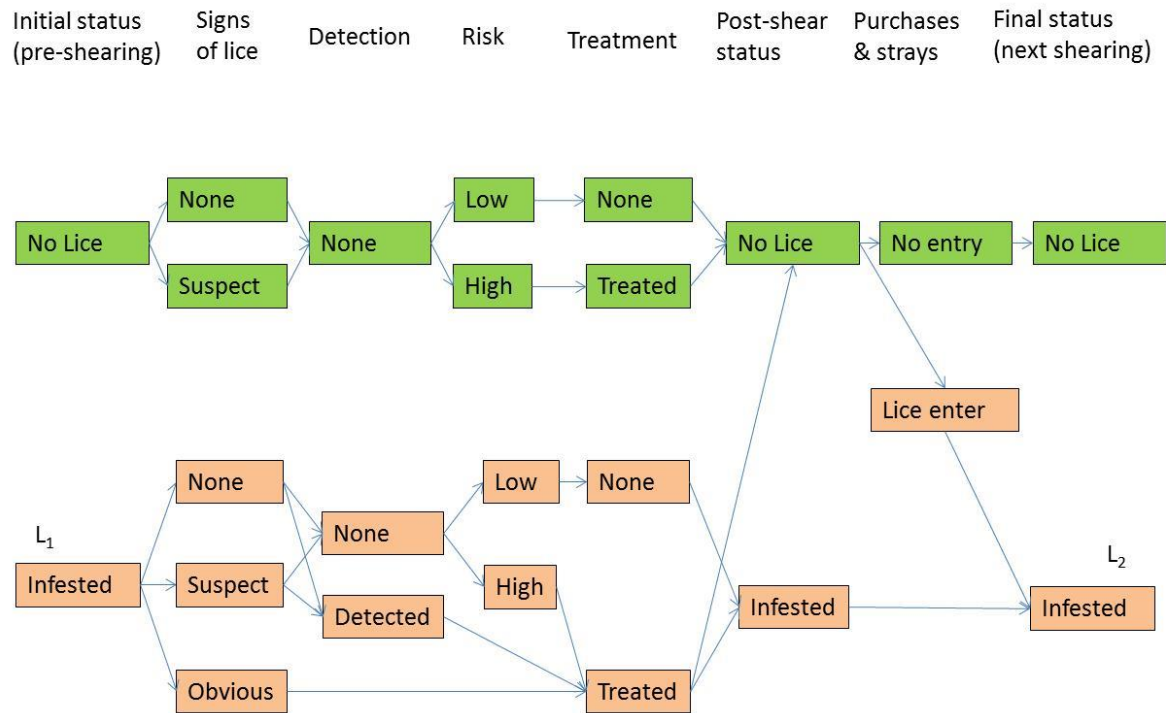 Initial status
(pre-shearing)
Signs
of lice
Detection
Risk
Treatment
Post-shear
status
Purchases
& strays
Final status
(next shearing)
None
Low
None
No Lice
None
No Lice
No entry
No Lice
Suspect
High
Treated
Lice enter
None
Low
None
L₁
None
L₂
Infested
Suspect
High
Infested
Infested
Detected
Obvious
Treated